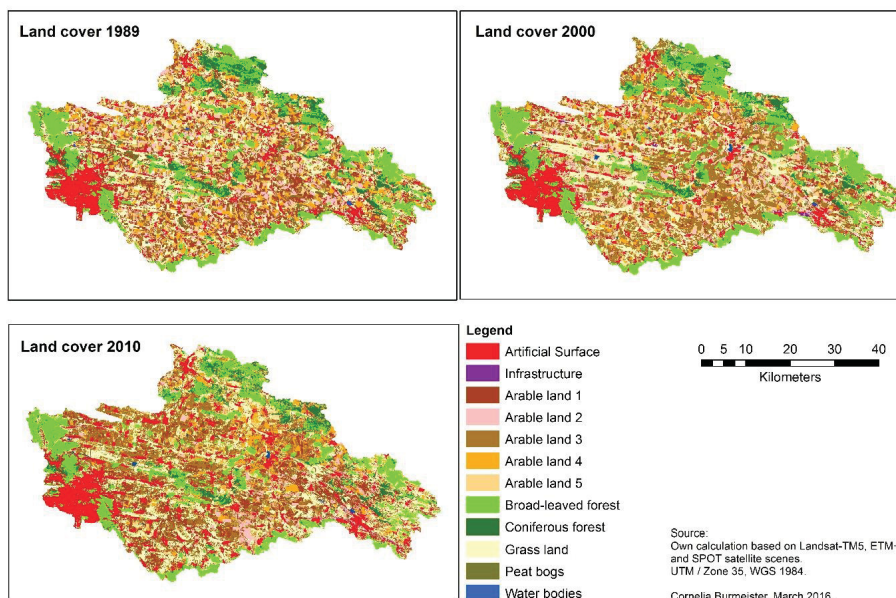 Land cover 1989
Land cover 2000
Land cover 2010
Legend
Artificial Surface
Infrastructure
Arable land 1
Arable land 2
Arable land 3
Arable land 4
Arable land 5
Broad-leaved forest
Coniferous forest
Grass land
Peat bogs
Water bodies
0 5 10 20 30 40
Kilometers
Source:
Own calculation based on Landsat-TM5, ETM+
and SPOT satellite scenes.
UTM / Zone 35, WGS 1984.
Cornelia Burmeister, March 2016